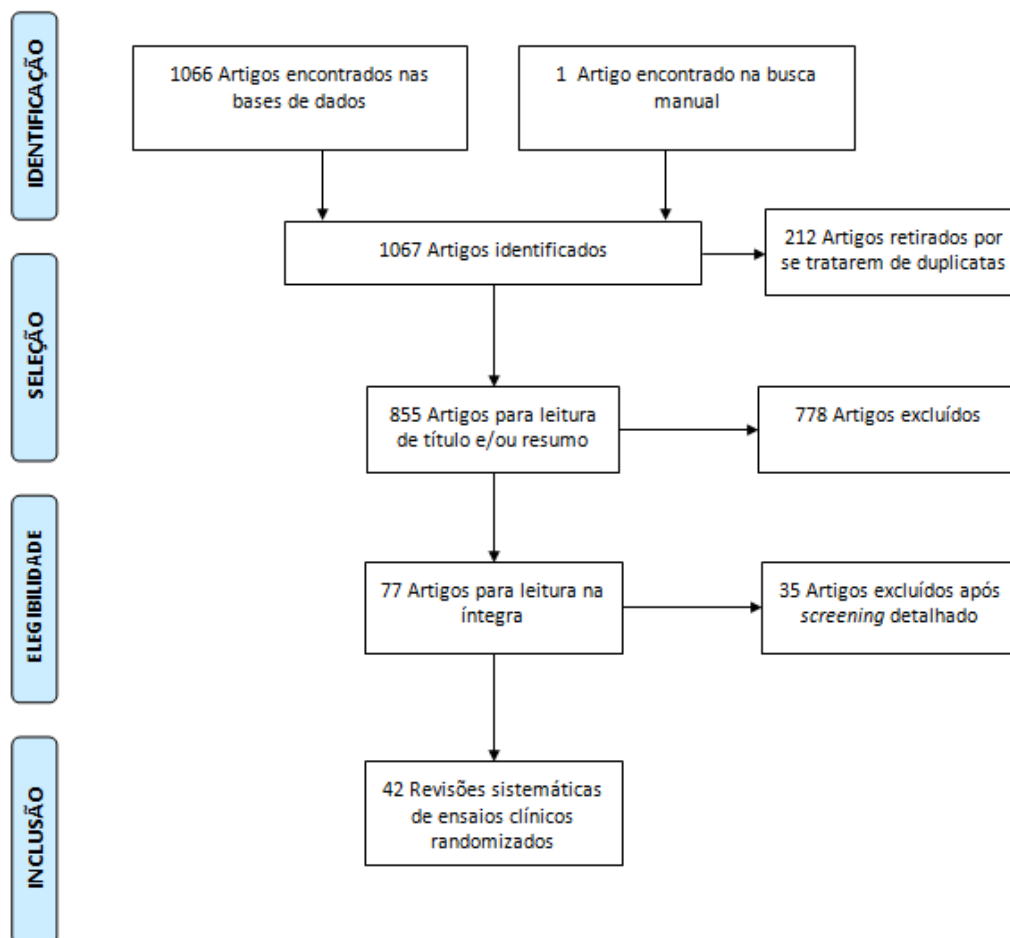 IDENTIFICAÇÃO
1066 Artigos encontrados nas
bases de dados
1 Artigo encontrado na busca
manual
1067 Artigos identificados
212 Artigos retirados por
se tratarem de duplicatas
SELEÇÃO
855 Artigos para leitura
de título e/ou resumo
778 Artigos excluídos
ELEGIBILIDADE
77 Artigos para leitura na
íntegra
35 Artigos excluídos após
screening detalhado
INCLUSÃO
42 Revisões sistemáticas
de ensaios clínicos
randomizados